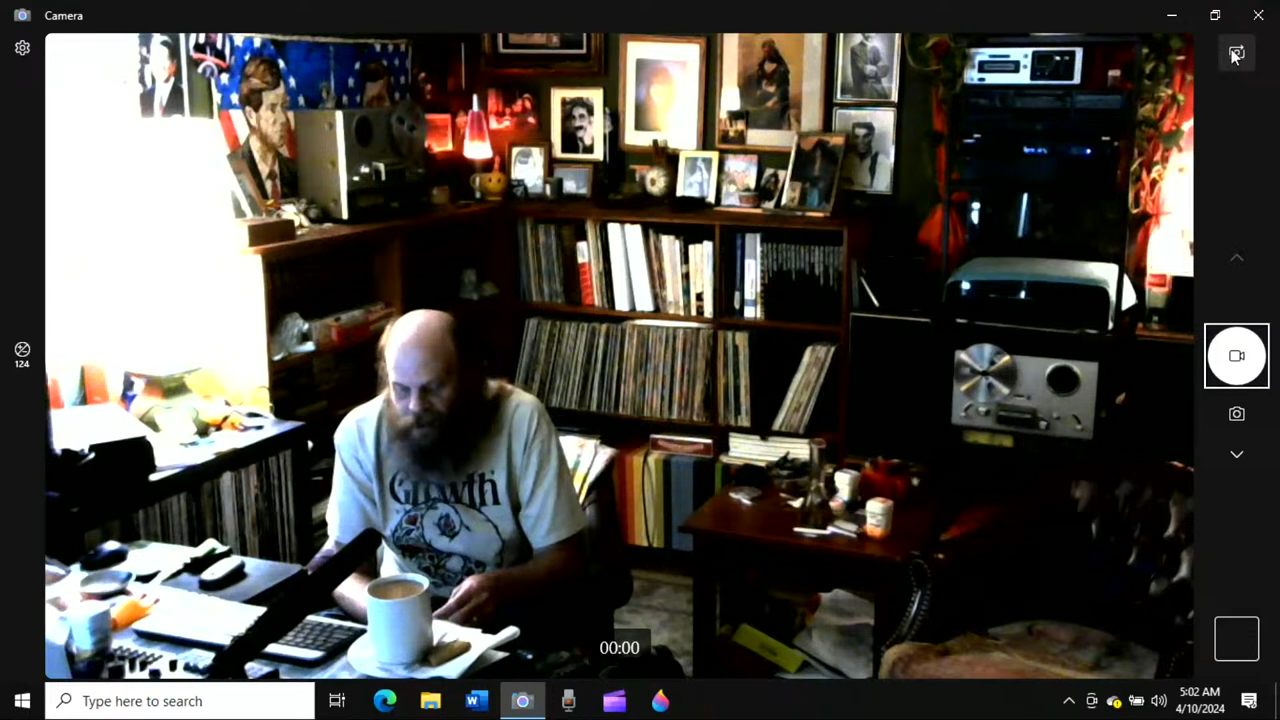 Camera
124
Growth
00:00
Type here to search
5:02 AM
4/10/2024